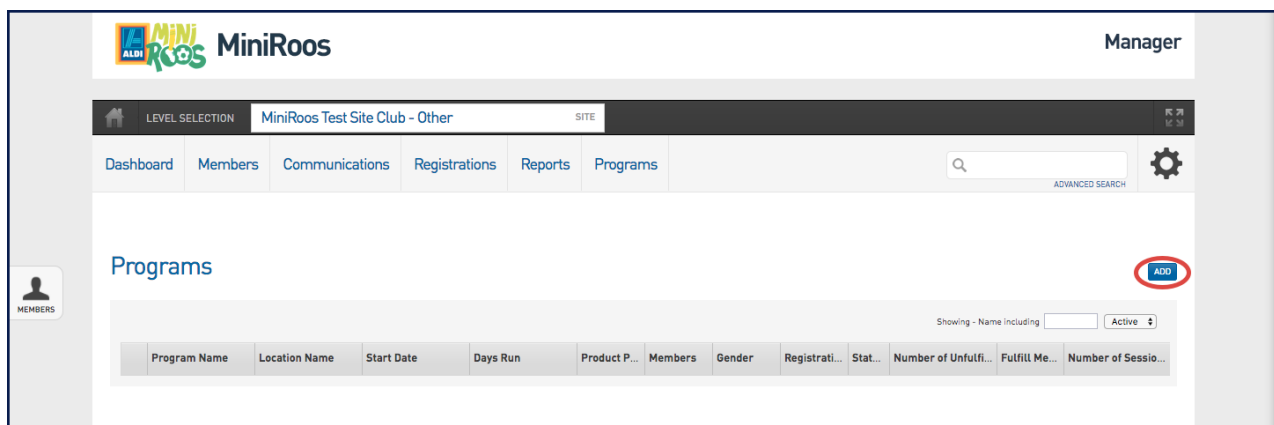 ALDI MiNi ROOS MiniRoos Manager
LEVEL SELECTION MiniRoos Test Site Club - Other SITE
Dashboard Members Communications Registrations Reports Programs
ADVANCED SEARCH
Programs ADD
MEMBERS
Showing - Name including Active
Program Name Location Name Start Date Days Run Product P... Members Gender Registrati... Stat... Number of Unfulfi... Fulfill Me... Number of Sessio...